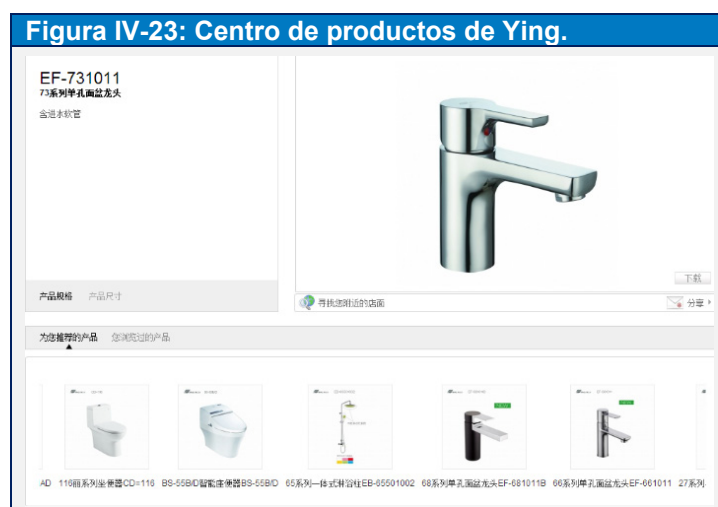 Figura IV-23: Centro de productos de Ying.
EF-731011
73系列单孔面盆龙头
含进水软管
下载
产品规格 产品尺寸
寻找您附近的店面
分享
为您推荐的产品 您浏览过的产品
AD 116丽系列坐便器CD=116 BS-55B/D智能座便器BS-55B/D 65系列一体式淋浴柱EB-65501002 68系列单孔面盆龙头EF-681011B 66系列单孔面盆龙头EF-661011 27系列